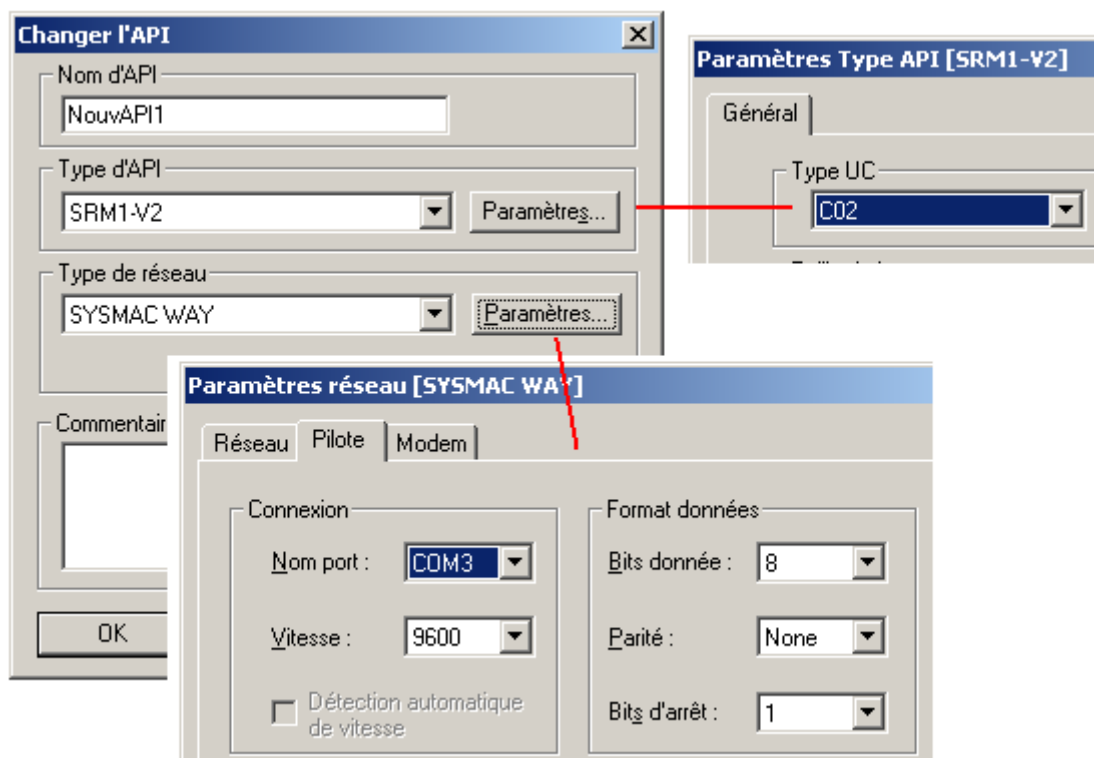 Changer l'API
Nom d'API
NouvAPI1
Type d'API
SRM1-V2
Paramètres...
Type de réseau
SYSMAC WAY
Paramètres...
Commentair
OK
Paramètres Type API [SRM1-V2]
Général
Type UC
C02
Paramètres réseau [SYSMAC WAY]
Réseau
Pilote
Modem
Connexion
Nom port :
COM3
Vitesse :
9600
Détection automatique
de vitesse
Format données
Bits donnée :
8
Parité :
None
Bits d'arrêt :
1